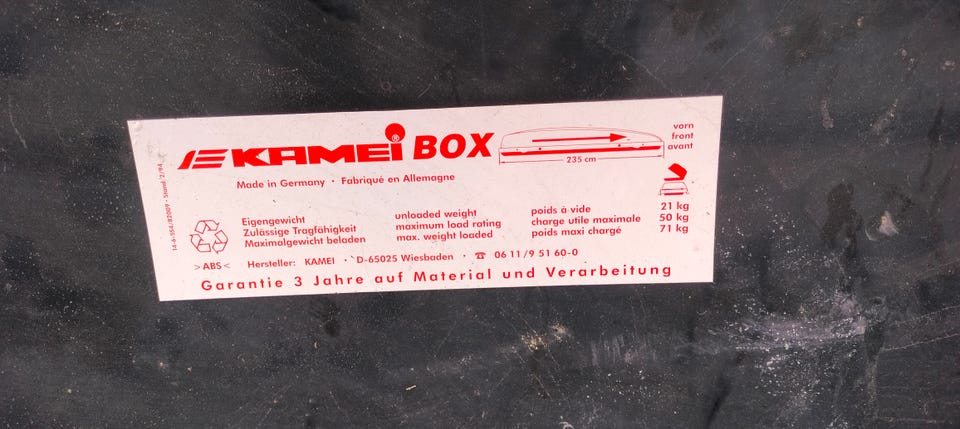 KAMEI® BOX
235 cm
vorn
front
avant
Made in Germany · Fabriqué en Allemagne
Eigengewicht unloaded weight poids à vide 21 kg
Zulässige Tragfähigkeit maximum load rating charge utile maximale 50 kg
Maximalgewicht beladen max. weight loaded poids maxi chargé 71 kg
>ABS< Hersteller: KAMEI · D-65025 Wiesbaden · ☎ 06 11/9 51 60-0
Garantie 3 Jahre auf Material und Verarbeitung
Stand 2/94